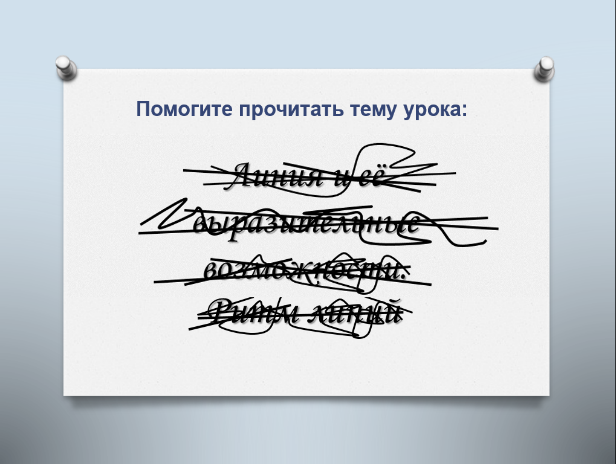 Помогите прочитать тему урока:
Линия и её
выразительные
возможности.
Ритм линий